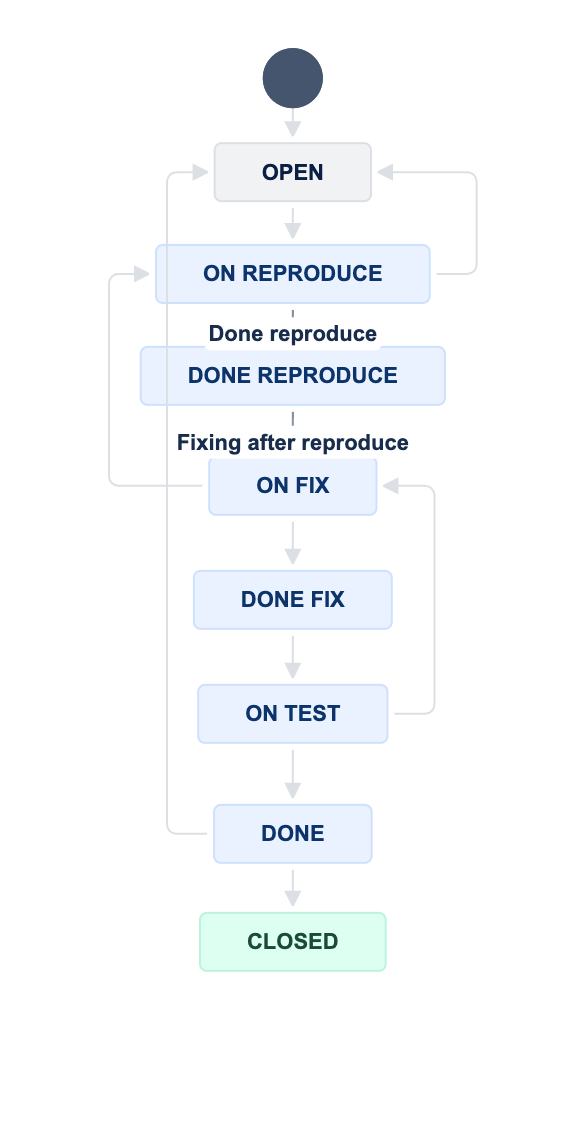 OPEN
ON REPRODUCE
Done reproduce
DONE REPRODUCE
Fixing after reproduce
ON FIX
DONE FIX
ON TEST
DONE
CLOSED